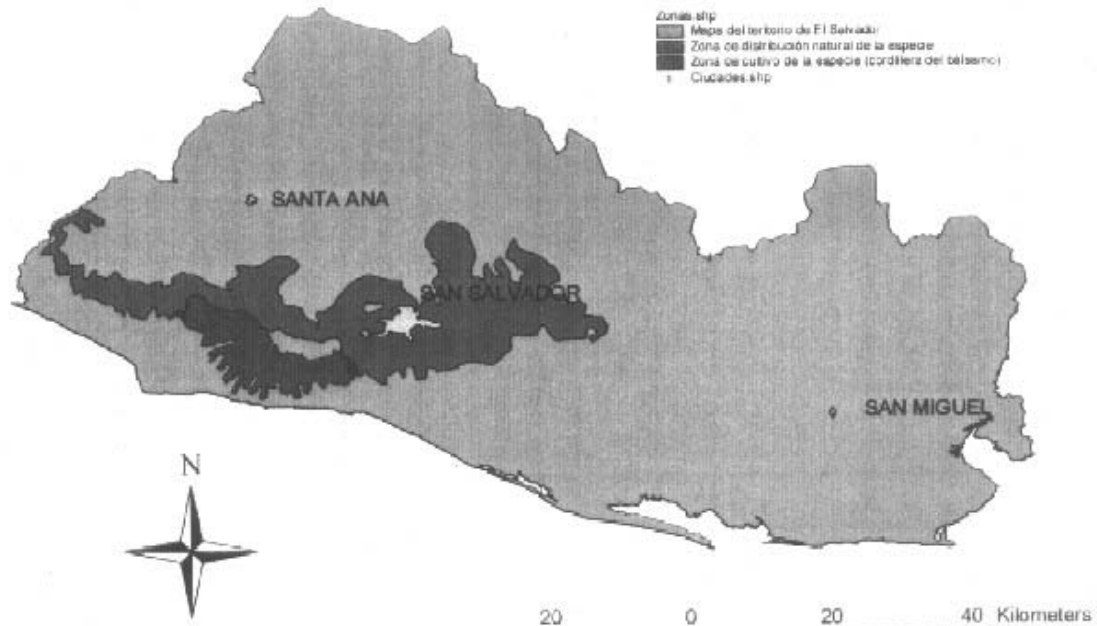 Zonas.shp
Mapa del territorio de El Salvador
Zona de distribución natural de la especie
Zona de cultivo de la especie (cordillera del bálsamo)
Ciudades.shp
SANTA ANA
SAN SALVADOR
SAN MIGUEL
N
20 0 20 40 Kilometers